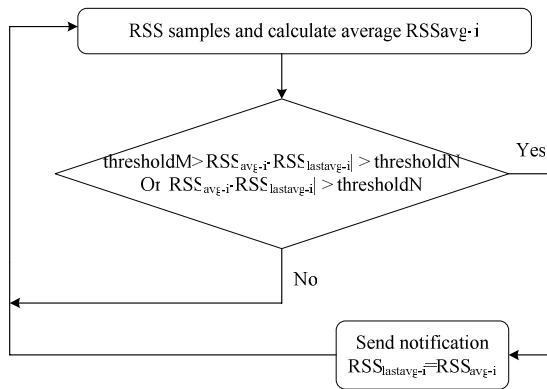 RSS samples and calculate average RSSavg-i
thresholdM>|RSSavg-i-RSSlastavg-i| > thresholdN
Or |RSSavg-i-RSSlastavg-i| > thresholdN
Yes
No
Send notification
RSSlastavg-i=RSSavg-i